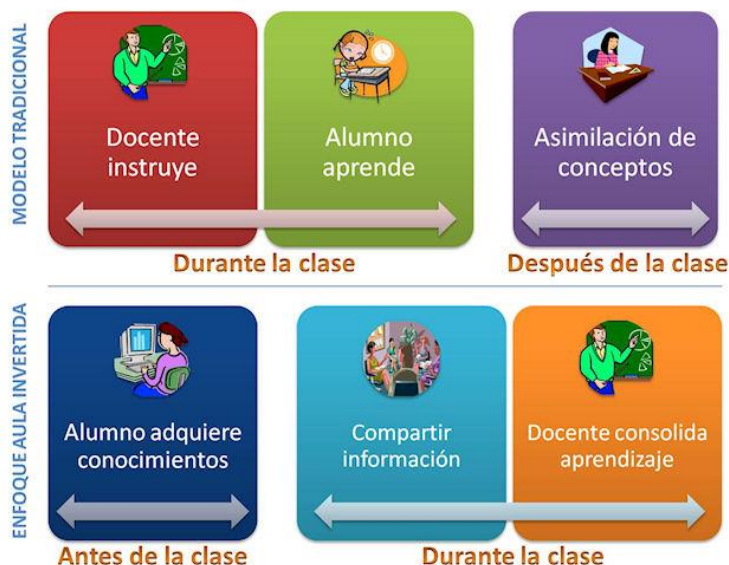 MODELO TRADICIONAL
Docente
instruye
Alumno
aprende
Asimilación de
conceptos
Durante la clase
Después de la clase
ENFOQUE AULA INVERTIDA
Alumno adquiere
conocimientos
Compartir
información
Docente consolida
aprendizaje
Antes de la clase
Durante la clase